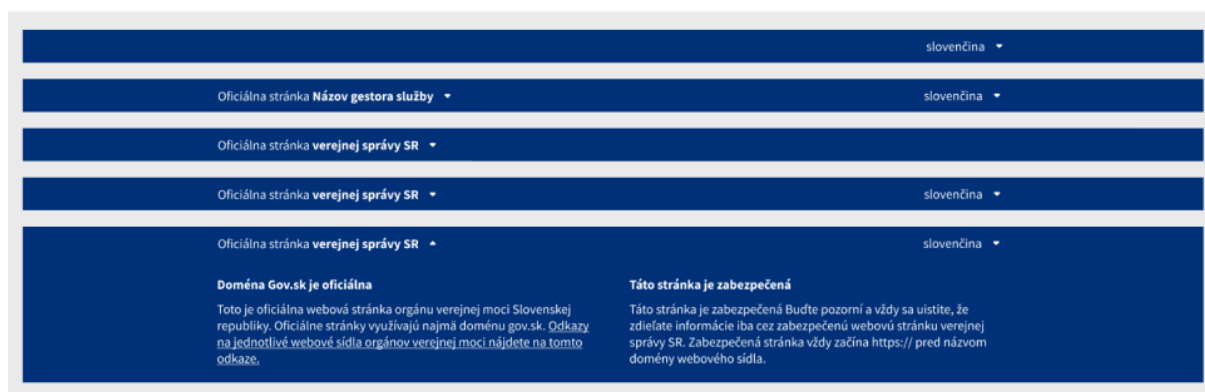 slovenčina
Oficiálna stránka Názov gestora služby slovenčina
Oficiálna stránka verejnej správy SR
Oficiálna stránka verejnej správy SR slovenčina
Oficiálna stránka verejnej správy SR slovenčina
Doména Gov.sk je oficiálna
Toto je oficiálna webová stránka orgánu verejnej moci Slovenskej
republiky. Oficiálne stránky využívajú najmä doménu gov.sk. Odkazy
na jednotlivé webové sídla orgánov verejnej moci nájdete na tomto
odkaze.
Táto stránka je zabezpečená
Táto stránka je zabezpečená Buďte pozorní a vždy sa uistite, že
zdieľate informácie iba cez zabezpečenú webovú stránku verejnej
správy SR. Zabezpečená stránka vždy začína https:// pred názvom
domény webového sídla.